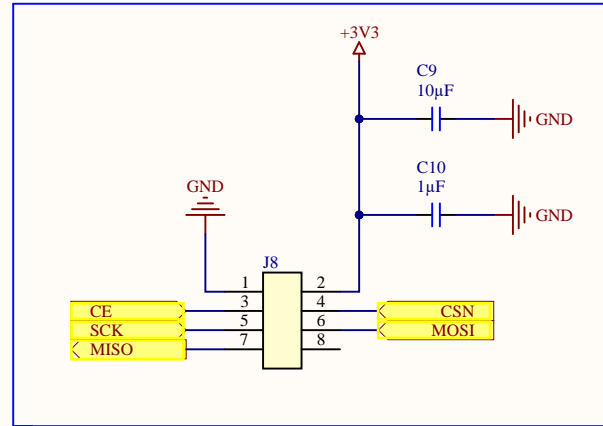 +3V3
C9
10µF
GND
C10
1µF
GND
GND
J8
1 2
CE 3 4 CSN
SCK 5 6 MOSI
MISO 7 8